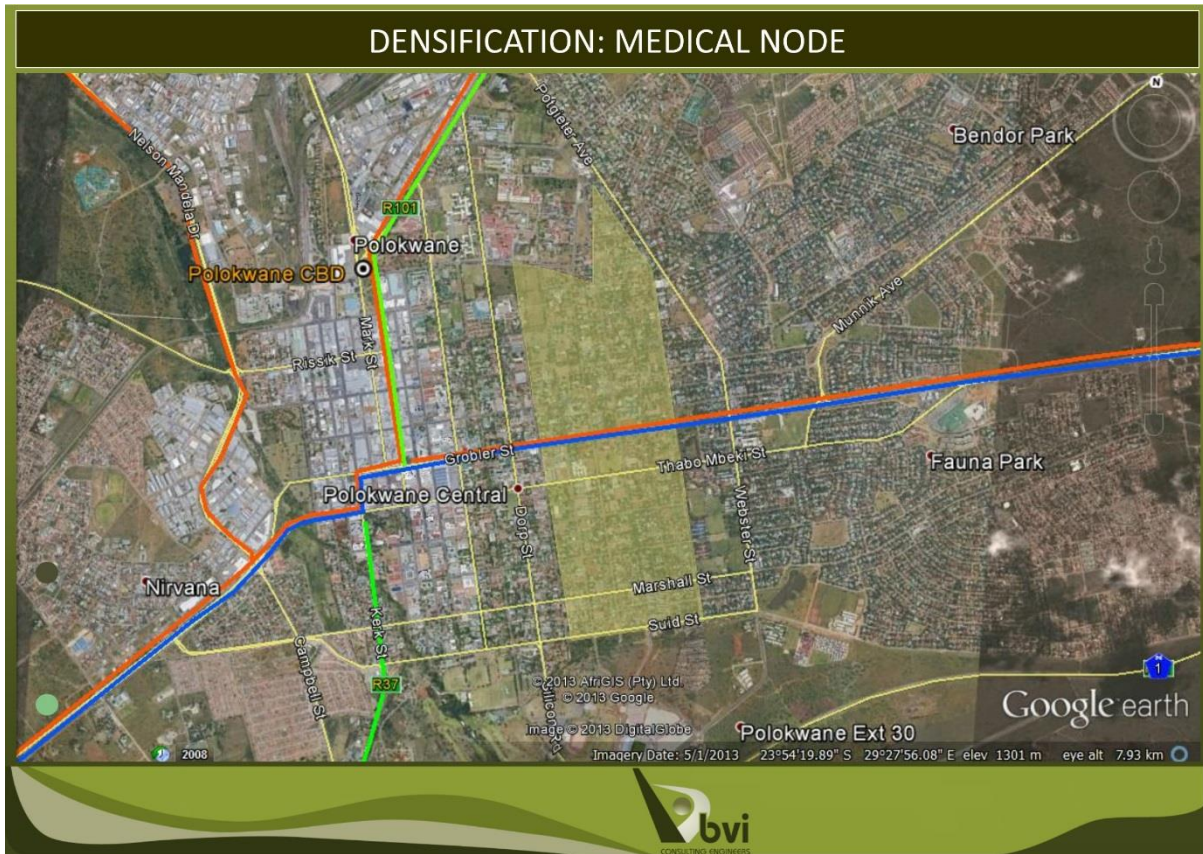 DENSIFICATION: MEDICAL NODE
N
Potgieter Ave
Bendor Park
Nelson Mandela Dr
R101
Polokwane
Polokwane CBD
Munnik Ave
Mark St
Rissik St
Grobler St
Thabo Mbeki St
Fauna Park
Polokwane Central
Dorp St
Webster St
Nirvana
Marshall St
Kerk St
Suid St
Campbell St
R37
1
© 2013 AfriGIS (Pty) Ltd.
© 2013 Google
Silicon Rd
Image © 2013 DigitalGlobe
Google earth
Polokwane Ext 30
2008
Imagery Date: 5/1/2013 23°54'19.89" S 29°27'56.08" E elev 1301 m eye alt 7.93 km
bvi
CONSULTING ENGINEERS